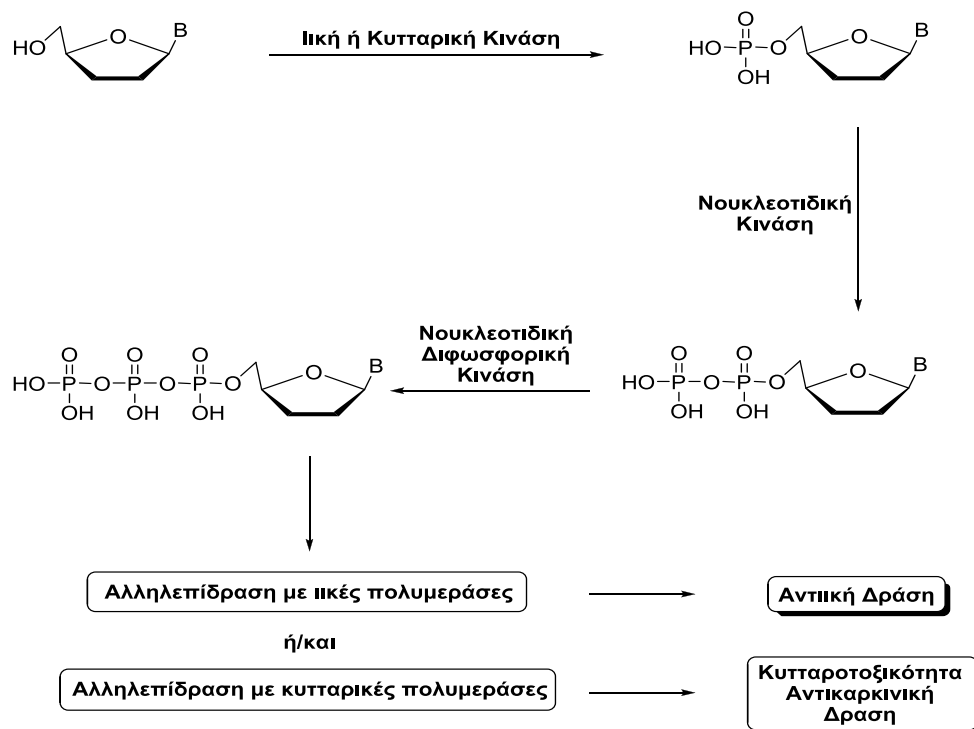 Ιική ή Κυτταρική Κινάση
HO
O
B
O
HO P O
OH
O
B
Νουκλεοτιδική
Κινάση
Νουκλεοτιδική
Διφωσφορική
Κινάση
O O O
HO P O P O P O
OH OH OH
O
B
O O
HO P O P O
OH OH
O
B
Αλληλεπίδραση με ιικές πολυμεράσες
Αντιική Δράση
ή/και
Αλληλεπίδραση με κυτταρικές πολυμεράσες
Κυτταροτοξικότητα
Αντικαρκινική
Δραση